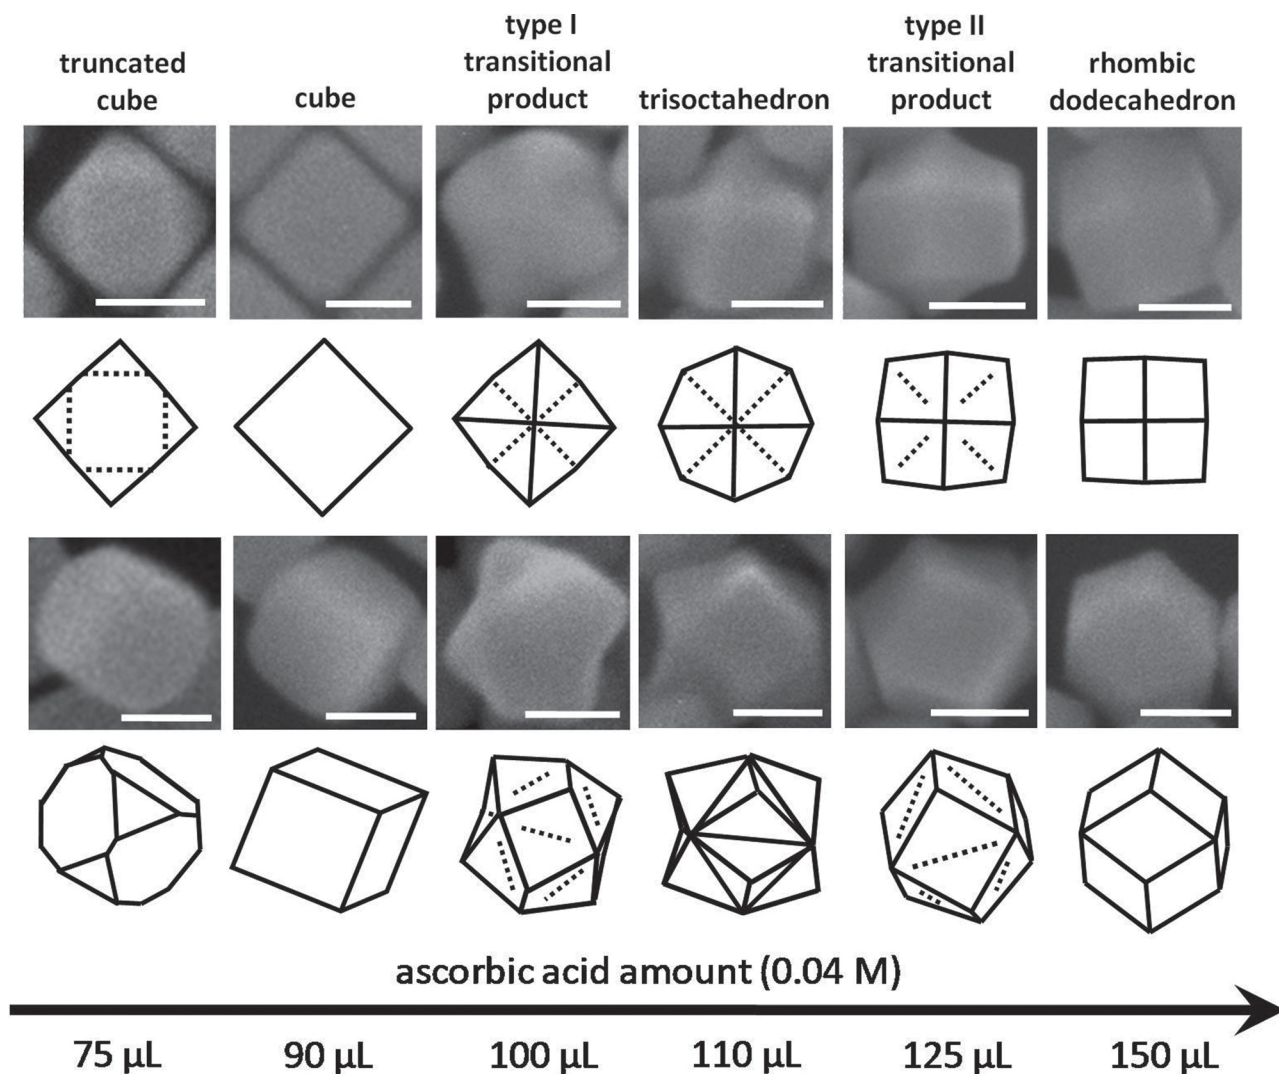 truncated
cube
cube
type I
transitional
product
trisoctahedron
type II
transitional
product
rhombic
dodecahedron
ascorbic acid amount (0.04 M)
75 μL
90 μL
100 μL
110 μL
125 μL
150 μL